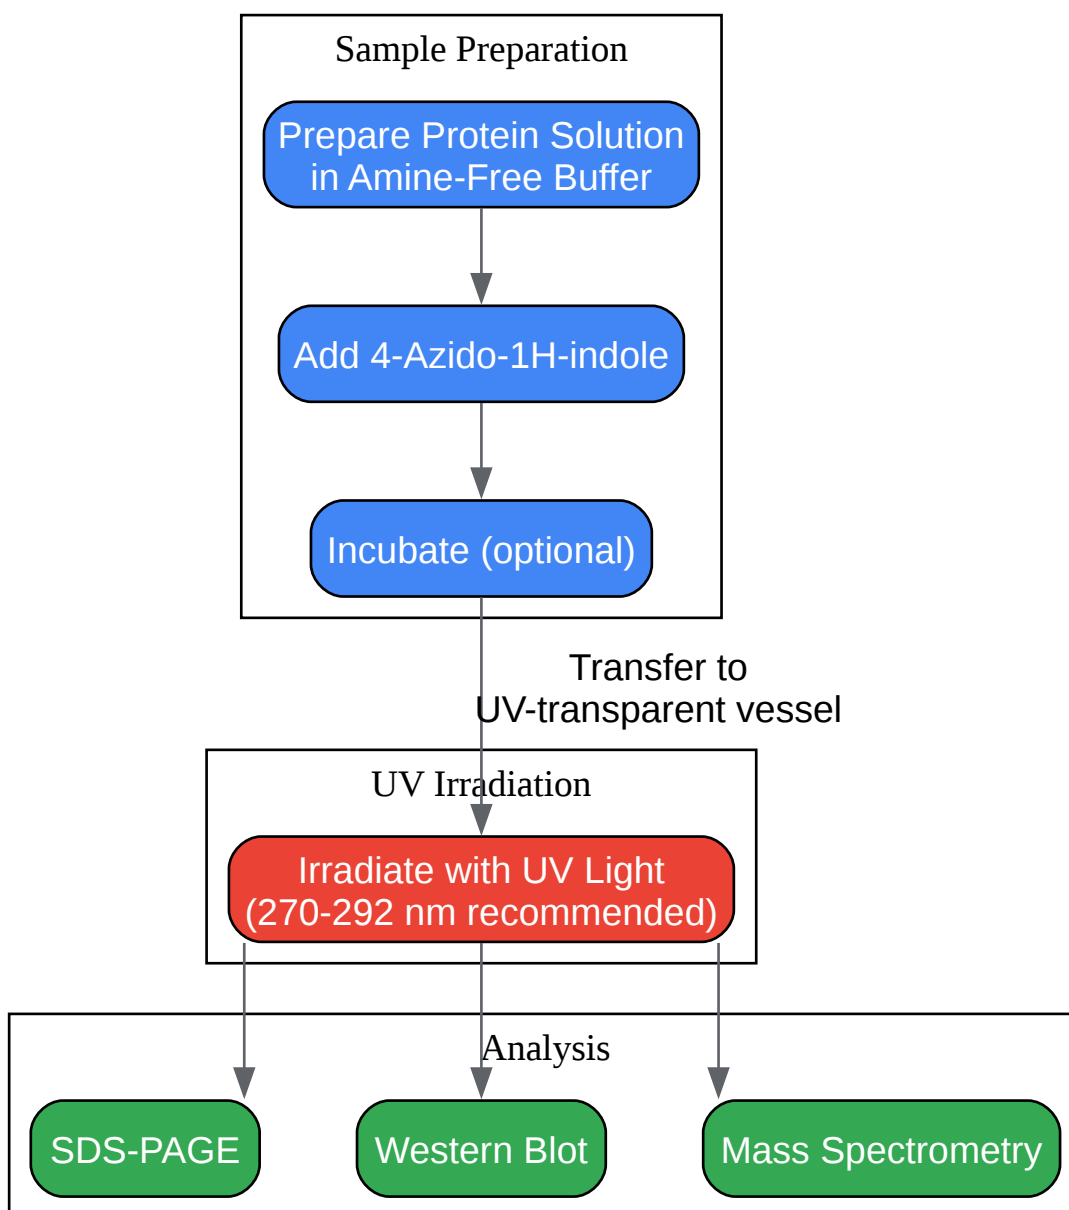 Sample Preparation
Prepare Protein Solution
in Amine-Free Buffer
Add 4-Azido-1H-indole
Incubate (optional)
Transfer to
UV-transparent vessel
UV Irradiation
Irradiate with UV Light
(270-292 nm recommended)
Analysis
SDS-PAGE
Western Blot
Mass Spectrometry